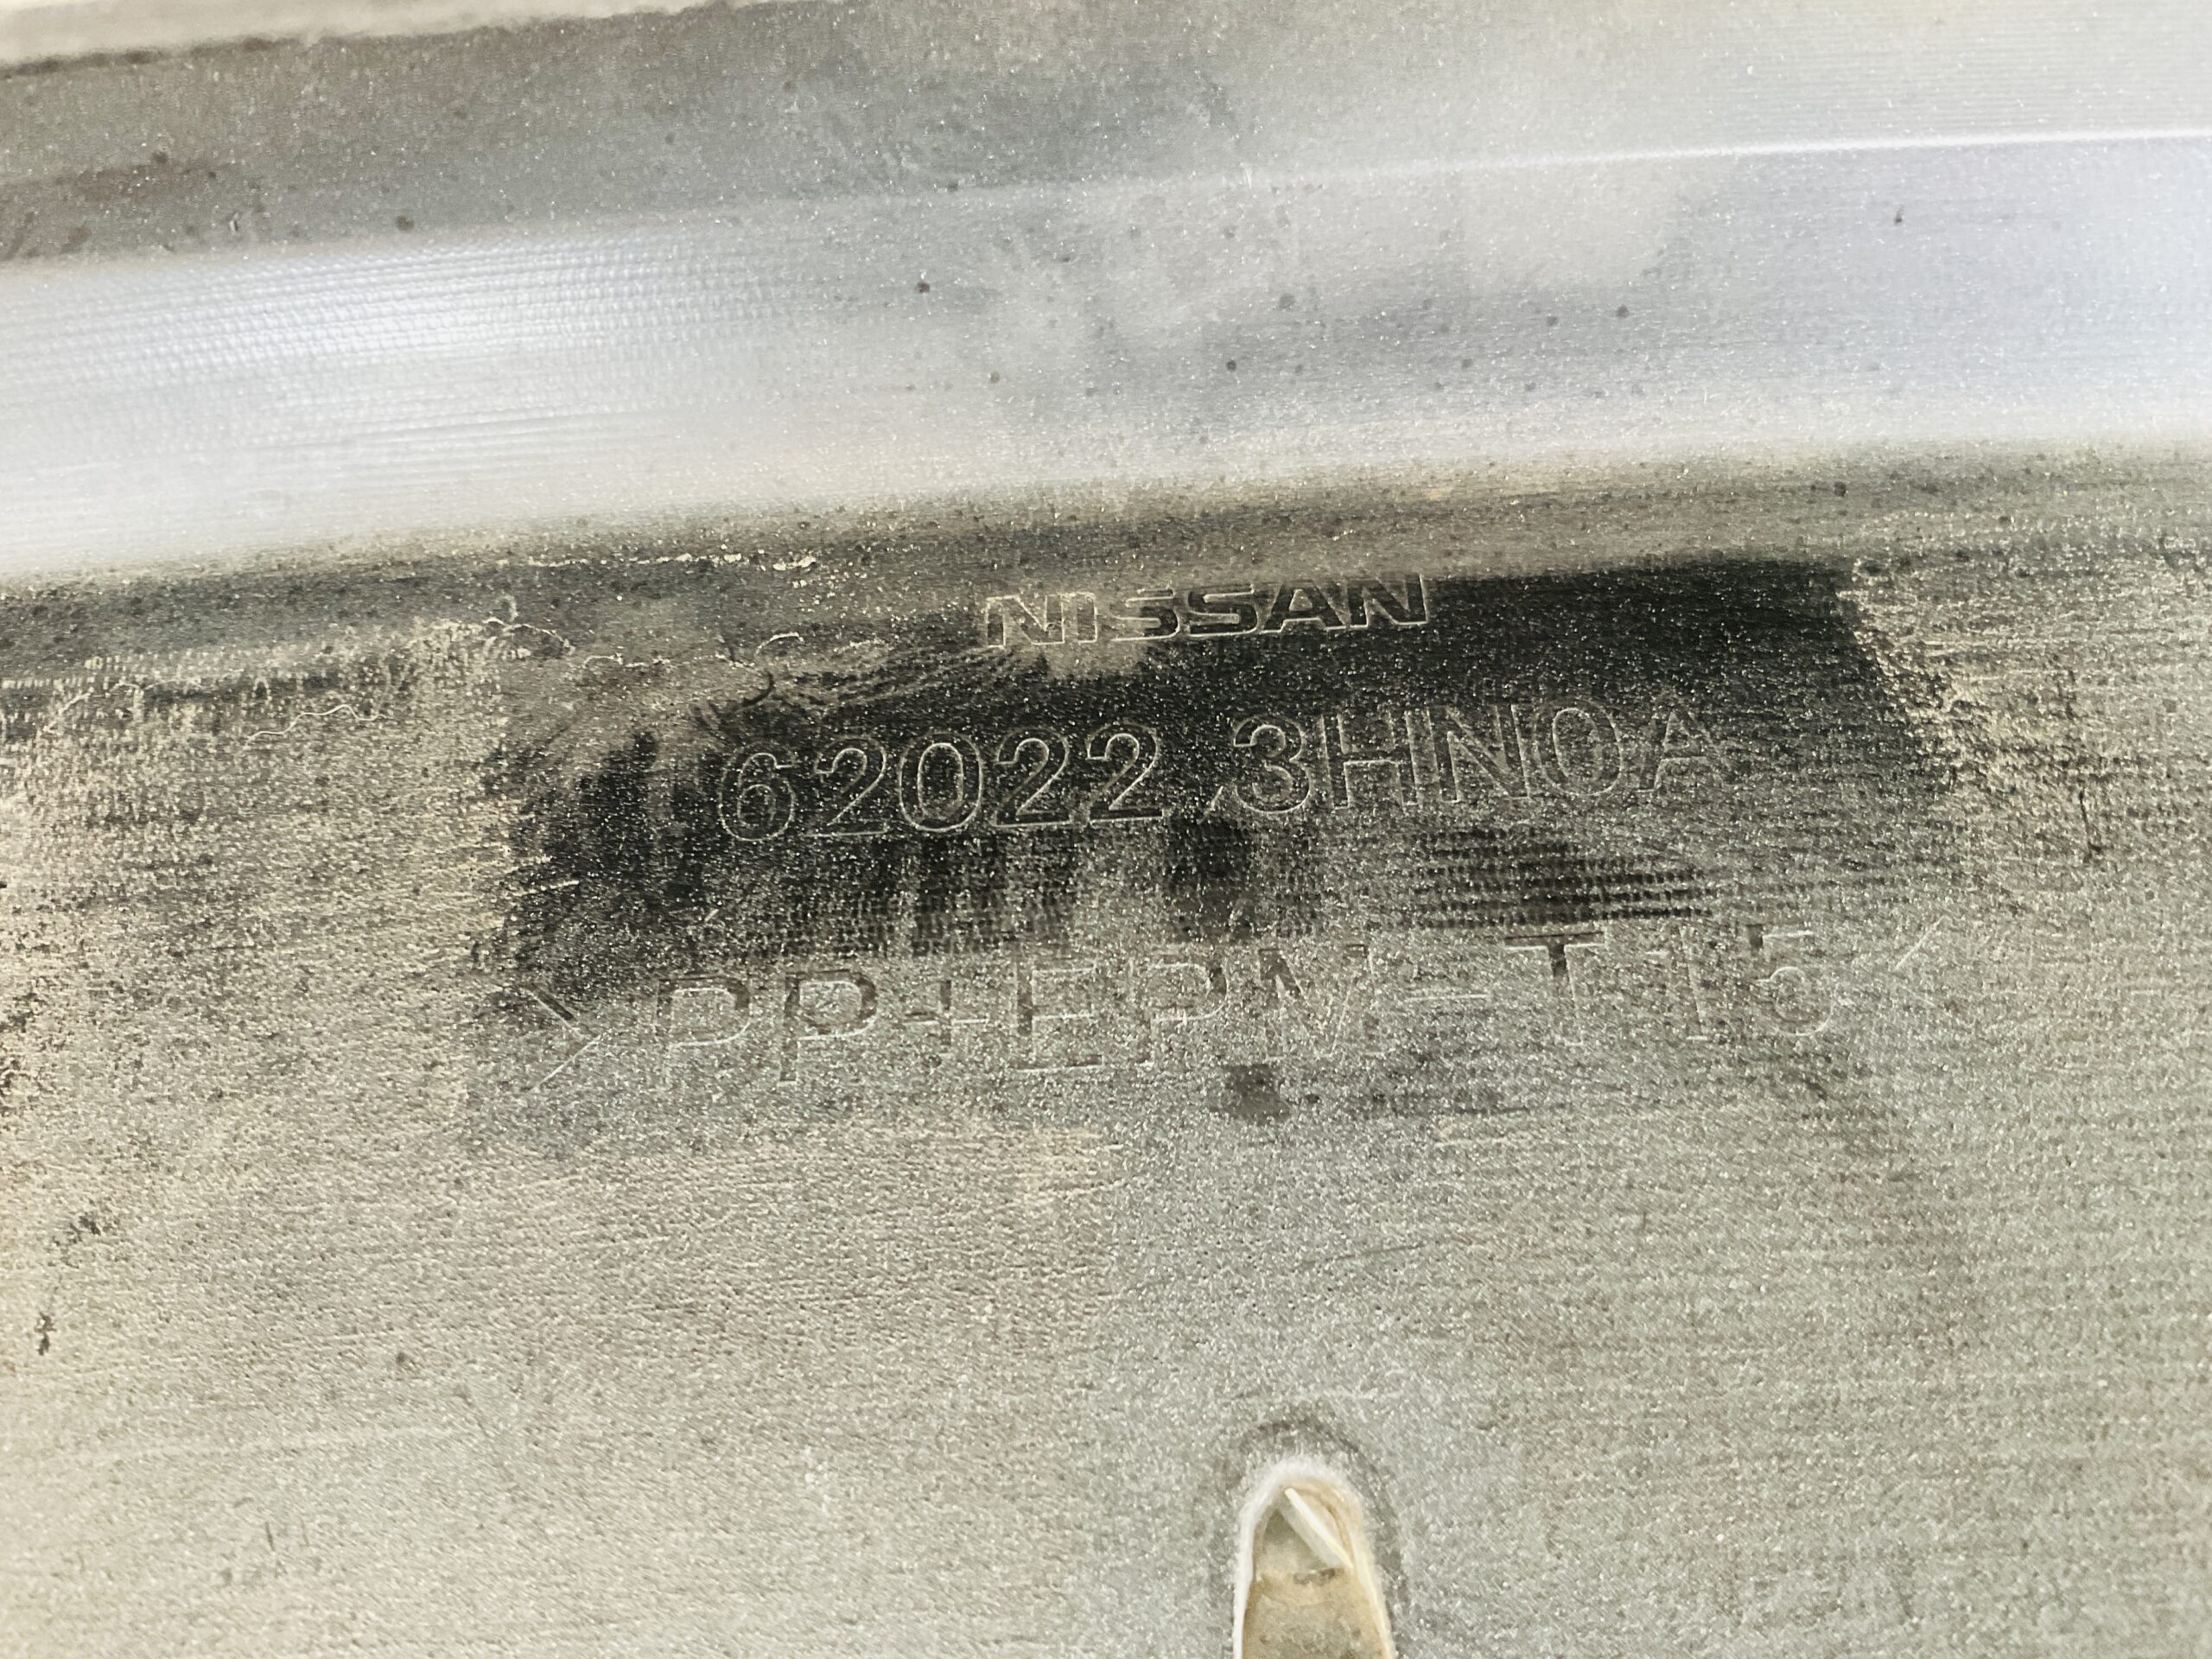 NISSAN
62022 3HN0A
>PP+EPM-T15<